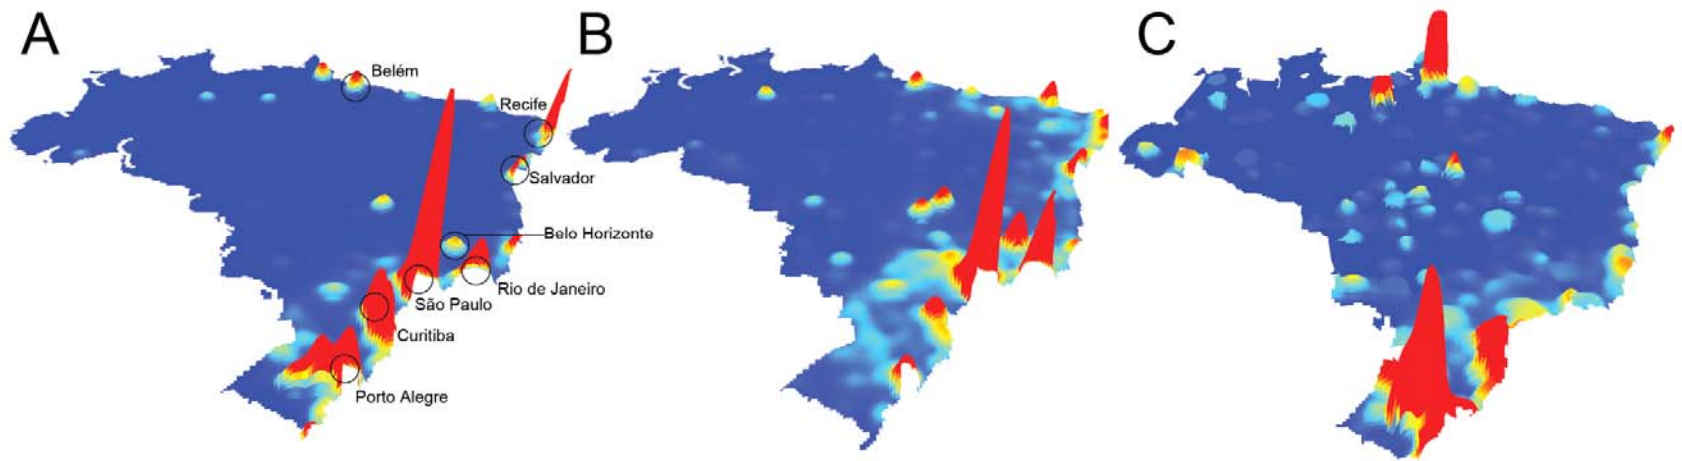 A
B
C
Belém
Recife
Salvador
Belo Horizonte
Rio de Janeiro
São Paulo
Curitiba
Porto Alegre